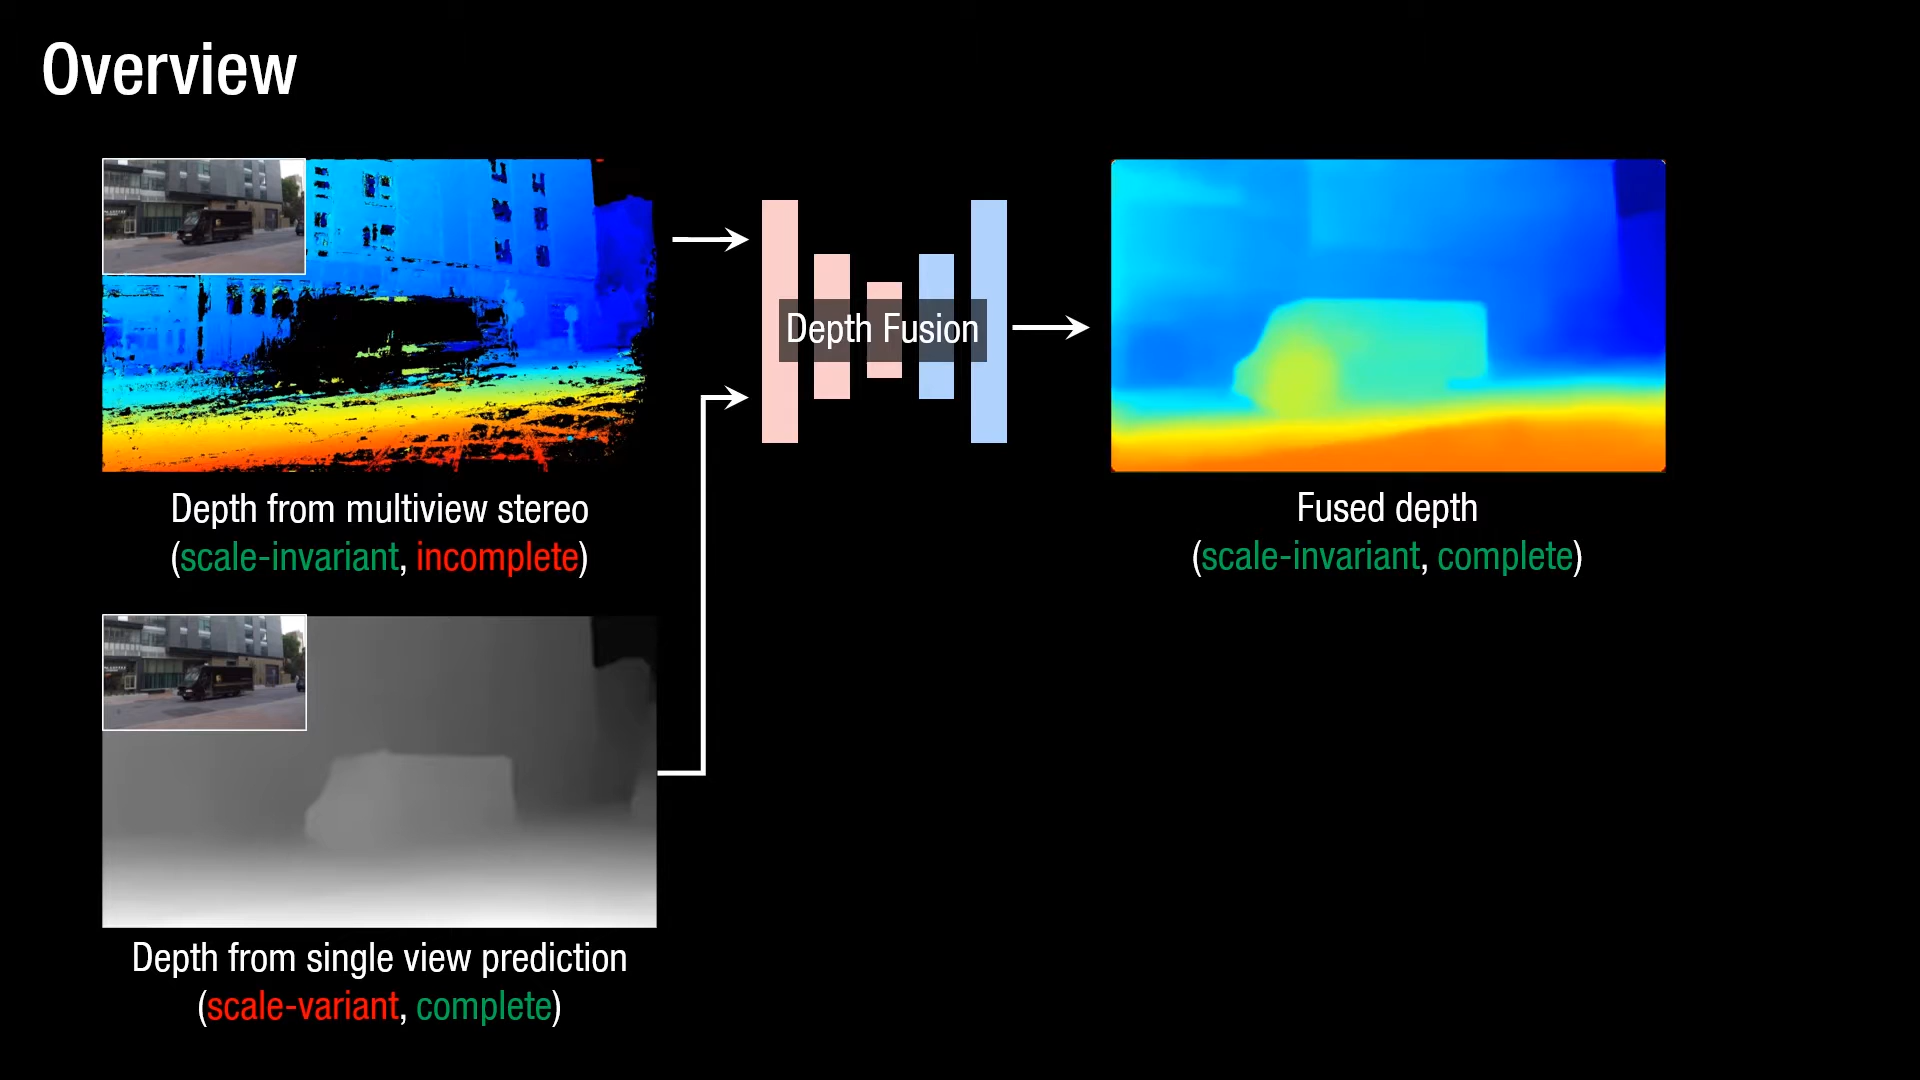 Overview
Depth Fusion
Depth from multiview stereo
(scale-invariant, incomplete)
Fused depth
(scale-invariant, complete)
Depth from single view prediction
(scale-variant, complete)